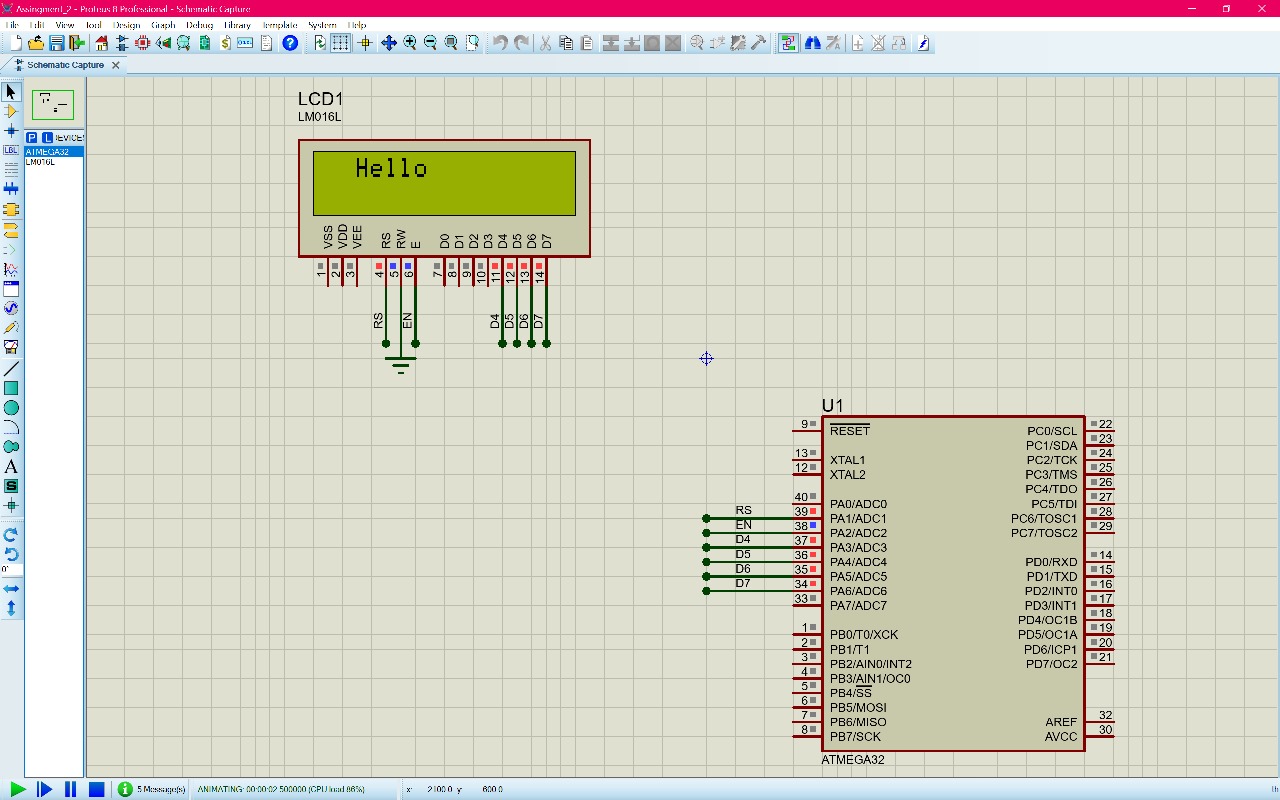 Assingment_2 - Proteus 8 Professional - Schematic Capture
File Edit View Tool Design Graph Debug Library Template System Help
Schematic Capture
P L DEVICES
ATMEGA32
LM016L
LBL
A
S
0°
LCD1
LM016L
Hello
VSS VDD VEE RS RW E D0 D1 D2 D3 D4 D5 D6 D7
1 2 3 4 5 6 7 8 9 10 11 12 13 14
RS EN D4 D5 D6 D7
U1
9 RESET
13 XTAL1
12 XTAL2
40 PA0/ADC0
RS 39 PA1/ADC1
EN 38 PA2/ADC2
D4 37 PA3/ADC3
D5 36 PA4/ADC4
D6 35 PA5/ADC5
D7 34 PA6/ADC6
33 PA7/ADC7
1 PB0/T0/XCK
2 PB1/T1
3 PB2/AIN0/INT2
4 PB3/AIN1/OC0
5 PB4/SS
6 PB5/MOSI
7 PB6/MISO
8 PB7/SCK
PC0/SCL 22
PC1/SDA 23
PC2/TCK 24
PC3/TMS 25
PC4/TDO 26
PC5/TDI 27
PC6/TOSC1 28
PC7/TOSC2 29
PD0/RXD 14
PD1/TXD 15
PD2/INT0 16
PD3/INT1 17
PD4/OC1B 18
PD5/OC1A 19
PD6/ICP1 20
PD7/OC2 21
AREF 32
AVCC 30
ATMEGA32
5 Message(s) ANIMATING: 00:00:02.500000 (CPU load 86%) x: 2100.0 y: 600.0 th